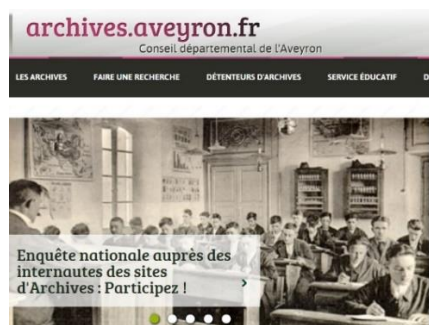 archives.aveyron.fr
Conseil départemental de l'Aveyron
LES ARCHIVES FAIRE UNE RECHERCHE DÉTENTEURS D'ARCHIVES SERVICE ÉDUCATIF D
Enquête nationale auprès des
internautes des sites
d'Archives : Participez !